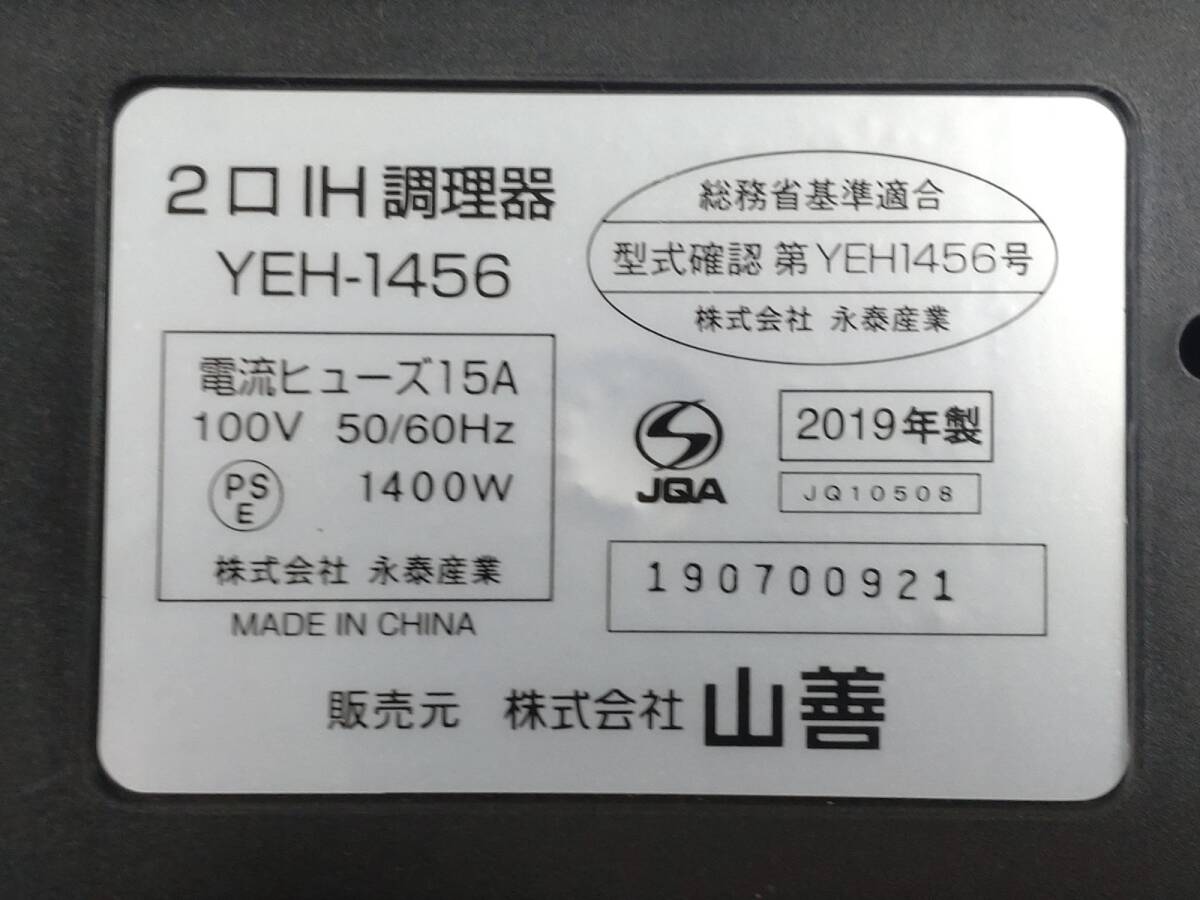 2口IH調理器
YEH-1456
総務省基準適合
型式確認 第YEH1456号
株式会社 永泰産業
電流ヒューズ15A
100V 50/60Hz
PS
E
1400W
株式会社 永泰産業
MADE IN CHINA
JQA
2019年製
JQ10508
190700921
販売元 株式会社 山善